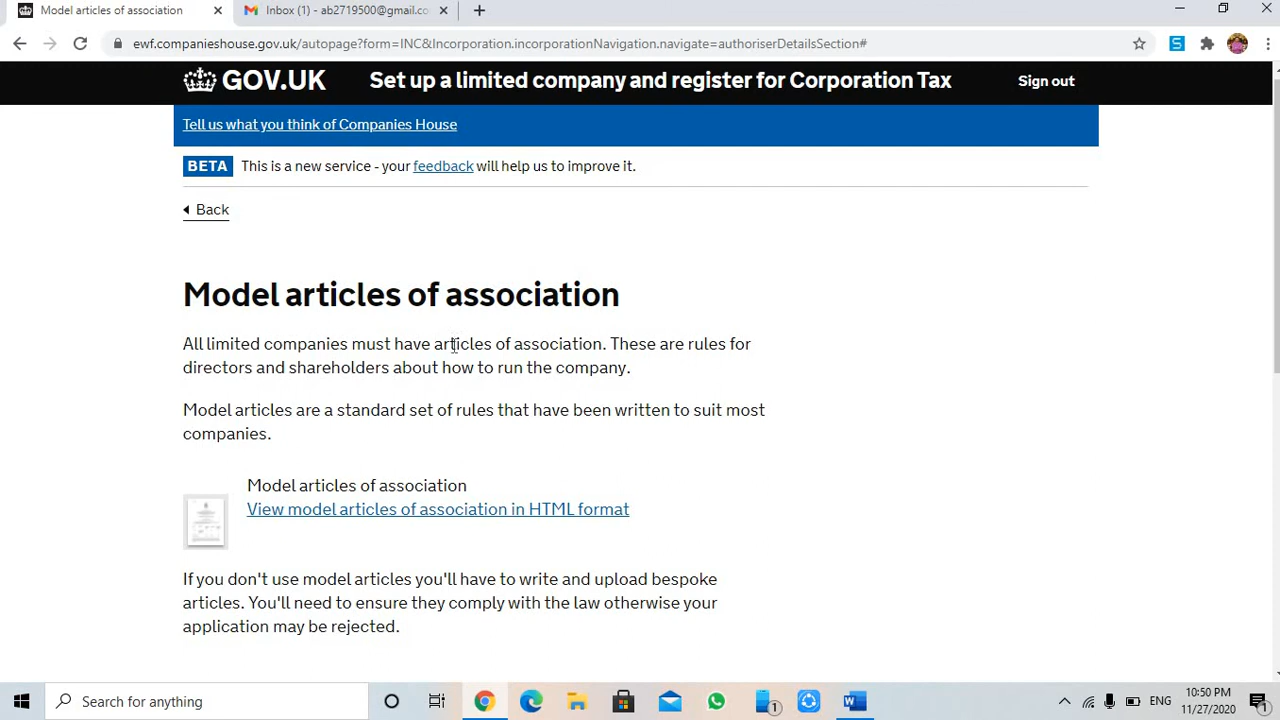 Model articles of association
Inbox (1) - ab2719500@gmail.co
ewf.companieshouse.gov.uk/autopage?form=INC&Incorporation.incorporationNavigation.navigate=authoriserDetailsSection#
GOV.UK
Set up a limited company and register for Corporation Tax
Sign out
Tell us what you think of Companies House
BETA This is a new service - your feedback will help us to improve it.
Back
Model articles of association
All limited companies must have articles of association. These are rules for
directors and shareholders about how to run the company.
Model articles are a standard set of rules that have been written to suit most
companies.
Model articles of association
View model articles of association in HTML format
If you don't use model articles you'll have to write and upload bespoke
articles. You'll need to ensure they comply with the law otherwise your
application may be rejected.
Search for anything
1
ENG
10:50 PM
11/27/2020
1